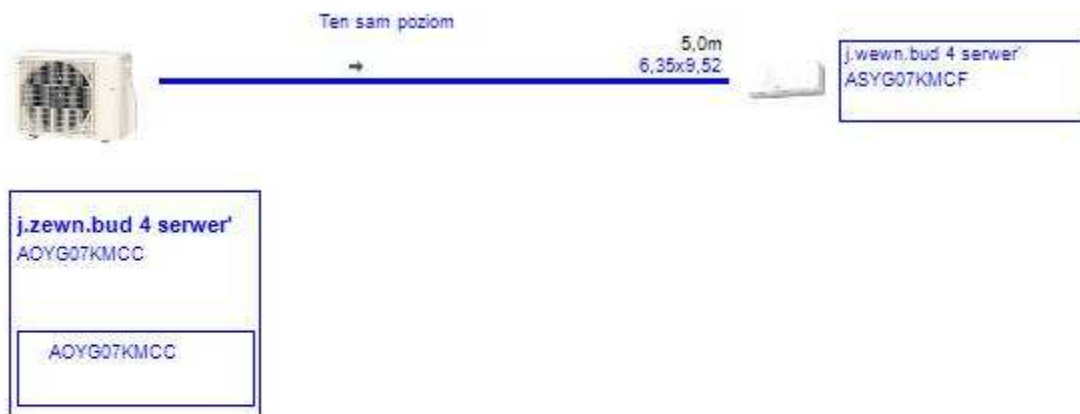 Ten sam poziom
5,0m
6,35x9,52
j.wewn.bud 4 serwer'
ASYG07KMCF
j.zewn.bud 4 serwer'
AOYG07KMCC
AOYG07KMCC